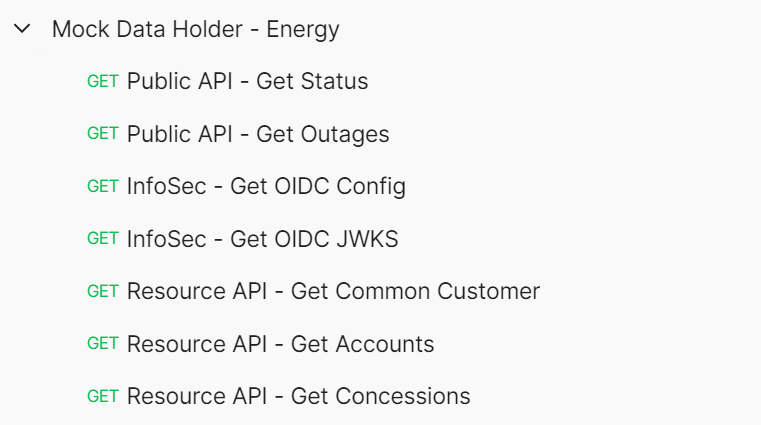 Mock Data Holder - Energy
GET Public API - Get Status
GET Public API - Get Outages
GET InfoSec - Get OIDC Config
GET InfoSec - Get OIDC JWKS
GET Resource API - Get Common Customer
GET Resource API - Get Accounts
GET Resource API - Get Concessions